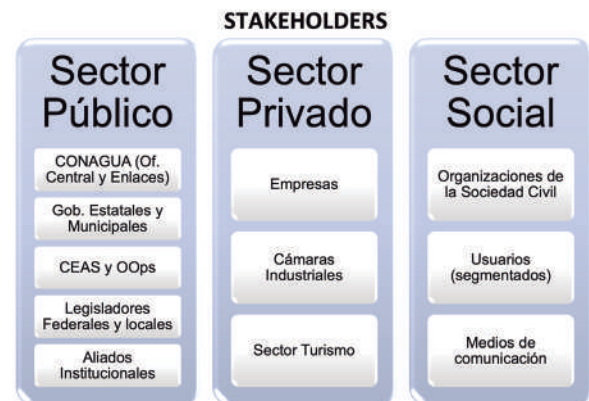 STAKEHOLDERS
Sector
Público
CONAGUA (Of.
Central y Enlaces)
Gob. Estatales y
Municipales
CEAS y OOps
Legisladores
Federales y locales
Aliados
Institucionales
Sector
Privado
Empresas
Cámaras
Industriales
Sector Turismo
Sector
Social
Organizaciones de
la Sociedad Civil
Usuarios
(segmentados)
Medios de
comunicación